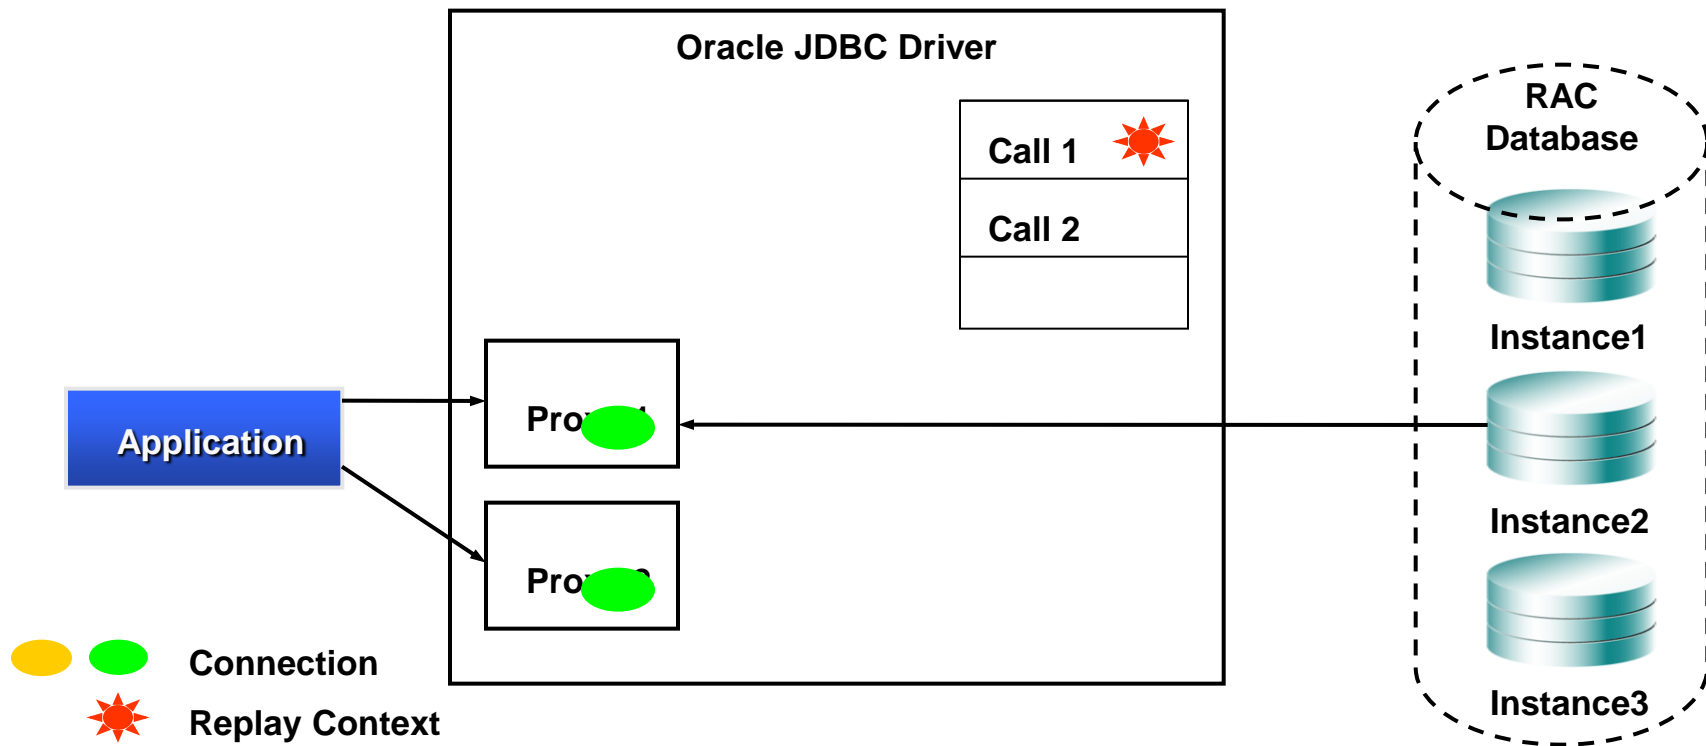 Oracle JDBC Driver
RAC
Database
Call 1
Call 2
Instance1
Application
Instance2
Connection
Replay Context
Instance3